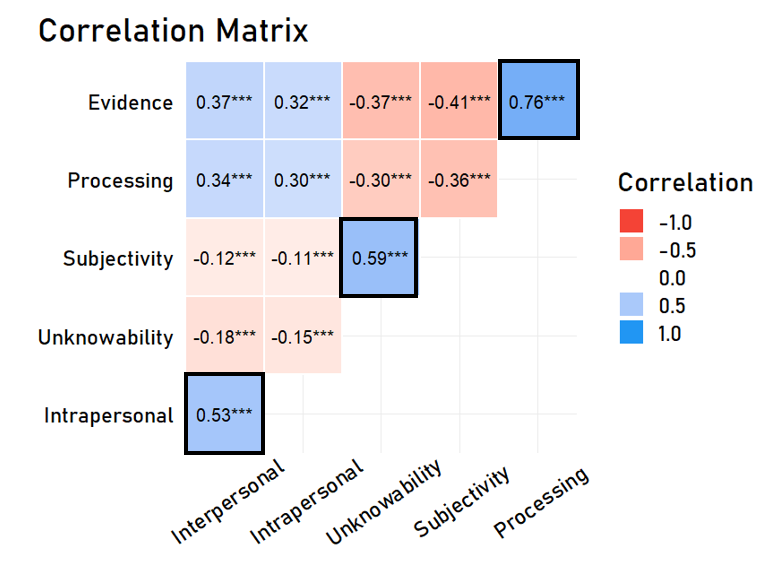 Correlation Matrix
Evidence 0.37*** 0.32*** -0.37*** -0.41*** 0.76***
Processing 0.34*** 0.30*** -0.30*** -0.36***
Subjectivity -0.12*** -0.11*** 0.59***
Unknowability -0.18*** -0.15***
Intrapersonal 0.53***
Interpersonal Intrapersonal Unknowability Subjectivity Processing
Correlation
-1.0
-0.5
0.0
0.5
1.0